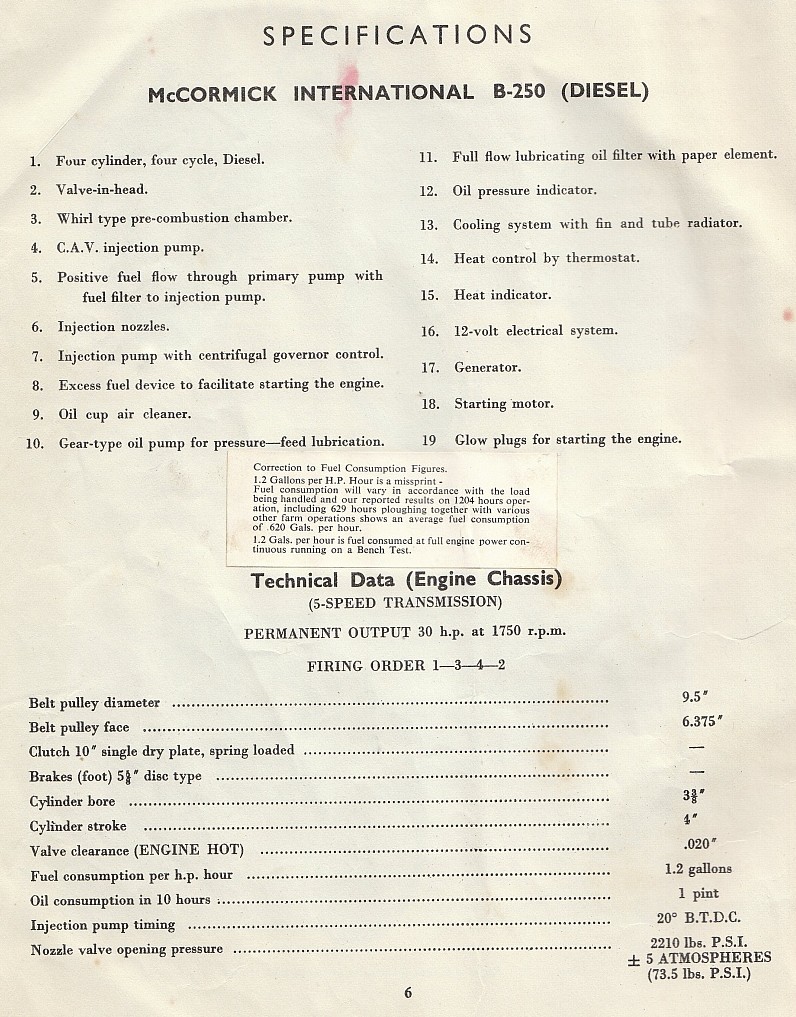 SPECIFICATIONS
McCORMICK INTERNATIONAL B-250 (DIESEL)
1. Four cylinder, four cycle, Diesel.
2. Valve-in-head.
3. Whirl type pre-combustion chamber.
4. C.A.V. injection pump.
5. Positive fuel flow through primary pump with
fuel filter to injection pump.
6. Injection nozzles.
7. Injection pump with centrifugal governor control.
8. Excess fuel device to facilitate starting the engine.
9. Oil cup air cleaner.
10. Gear-type oil pump for pressure—feed lubrication.
11. Full flow lubricating oil filter with paper element.
12. Oil pressure indicator.
13. Cooling system with fin and tube radiator.
14. Heat control by thermostat.
15. Heat indicator.
16. 12-volt electrical system.
17. Generator.
18. Starting motor.
19 Glow plugs for starting the engine.
Correction to Fuel Consumption Figures.
1.2 Gallons per H.P. Hour is a missprint -
Fuel consumption will vary in accordance with the load
being handled and our reported results on 1204 hours oper-
ation, including 629 hours ploughing together with various
other farm operations shows an average fuel consumption
of .620 Gals. per hour.
1.2 Gals. per hour is fuel consumed at full engine power con-
tinuous running on a Bench Test.
Technical Data (Engine Chassis)
(5-SPEED TRANSMISSION)
PERMANENT OUTPUT 30 h.p. at 1750 r.p.m.
FIRING ORDER 1—3—4—2
Belt pulley diameter 9.5″
Belt pulley face 6.375″
Clutch 10″ single dry plate, spring loaded —
Brakes (foot) 5⅝″ disc type —
Cylinder bore 3⅜″
Cylinder stroke 4″
Valve clearance (ENGINE HOT) .020″
Fuel consumption per h.p. hour 1.2 gallons
Oil consumption in 10 hours 1 pint
Injection pump timing 20° B.T.D.C.
Nozzle valve opening pressure 2210 lbs. P.S.I.
± 5 ATMOSPHERES
(73.5 lbs. P.S.I.)
6